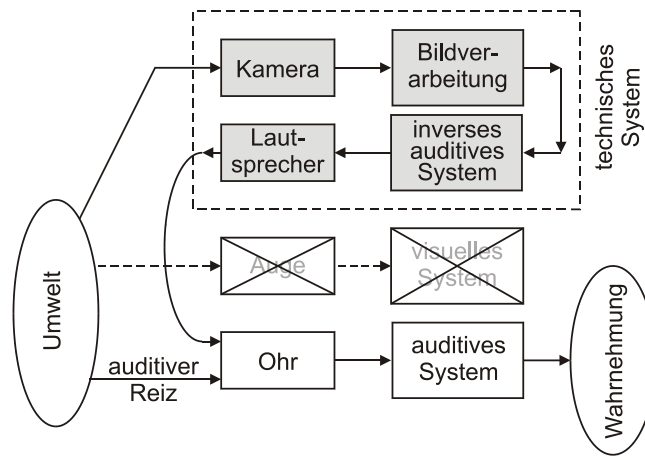 Kamera
Bildver-
arbeitung
Laut-
sprecher
inverses
auditives
System
technisches
System
Umwelt
Auge
visuelles
System
auditiver
Reiz
Ohr
auditives
System
Wahrnehmung